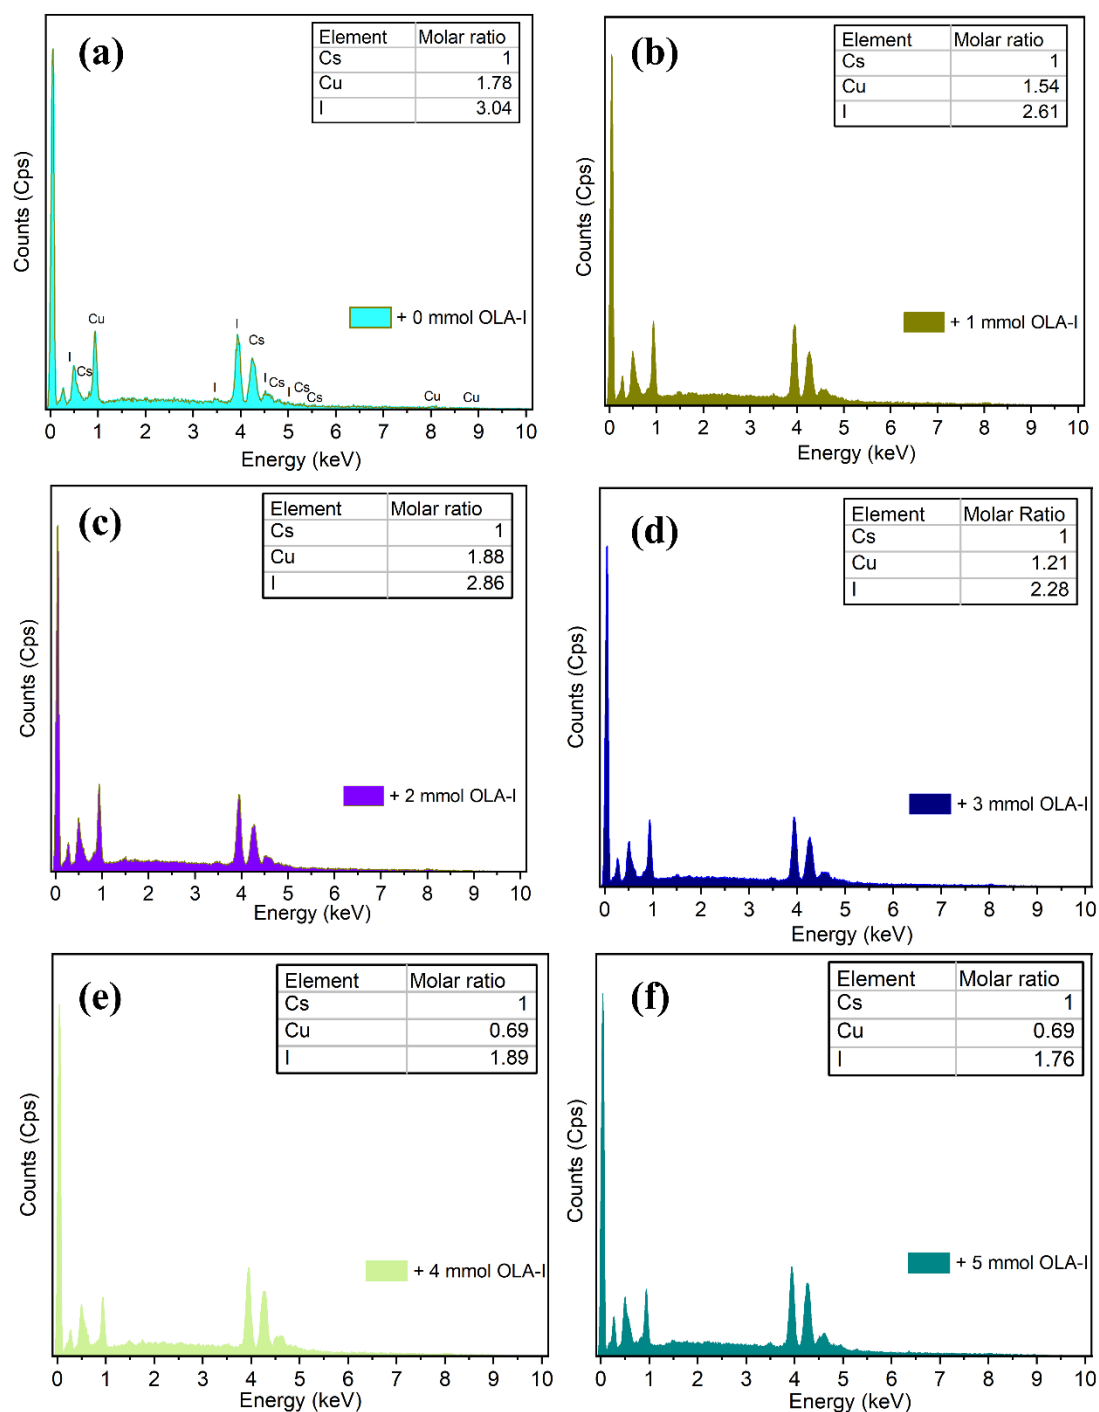 (a)
Element Molar ratio
Cs 1
Cu 1.78
I 3.04
Counts (Cps)
I
Cs
Cu
I
I
Cs
I
Cs
I
Cs
Cs
Cu
Cu
+ 0 mmol OLA-I
0 1 2 3 4 5 6 7 8 9 10
Energy (keV)
(b)
Element Molar ratio
Cs 1
Cu 1.54
I 2.61
Counts (Cps)
+ 1 mmol OLA-I
0 1 2 3 4 5 6 7 8 9 10
Energy (keV)
(c)
Element Molar ratio
Cs 1
Cu 1.88
I 2.86
Counts (Cps)
+ 2 mmol OLA-I
0 1 2 3 4 5 6 7 8 9 10
Energy (keV)
(d)
Element Molar Ratio
Cs 1
Cu 1.21
I 2.28
Counts (Cps)
+ 3 mmol OLA-I
0 1 2 3 4 5 6 7 8 9 10
Energy (keV)
(e)
Element Molar ratio
Cs 1
Cu 0.69
I 1.89
Counts (Cps)
+ 4 mmol OLA-I
0 1 2 3 4 5 6 7 8 9 10
Energy (keV)
(f)
Element Molar ratio
Cs 1
Cu 0.69
I 1.76
Counts (Cps)
+ 5 mmol OLA-I
0 1 2 3 4 5 6 7 8 9 10
Energy (keV)